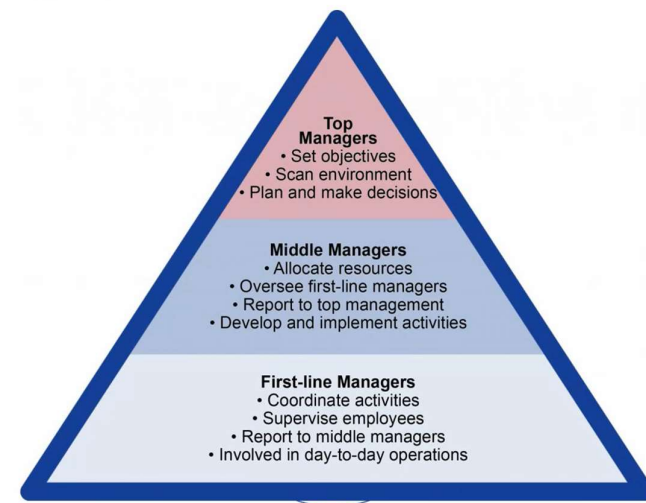 Top
Managers
• Set objectives
• Scan environment
• Plan and make decisions
Middle Managers
• Allocate resources
• Oversee first-line managers
• Report to top management
• Develop and implement activities
First-line Managers
• Coordinate activities
• Supervise employees
• Report to middle managers
• Involved in day-to-day operations